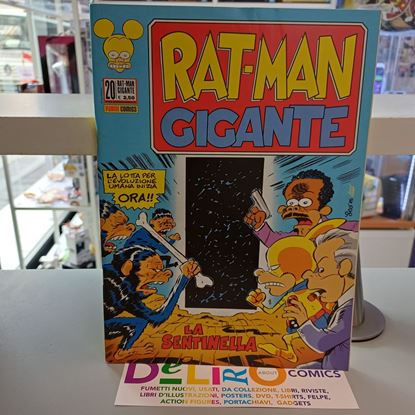 RAT-MAN
GIGANTE
20
RAT-MAN
GIGANTE
€ 2,50
PANINI COMICS
LA LOTTA PER
L'EVOLUZIONE
UMANA INIZIA
ORA!!
LA
SENTINELLA
DELIRIO
ABOUT
COMICS
FUMETTI NUOVI, USATI, DA COLLEZIONE, LIBRI, RIVISTE,
LIBRI D'ILLUSTRAZIONI, POSTERS, DVD, T-SHIRTS, FELPE,
ACTION FIGURES, PORTACHIAVI, GADGETS